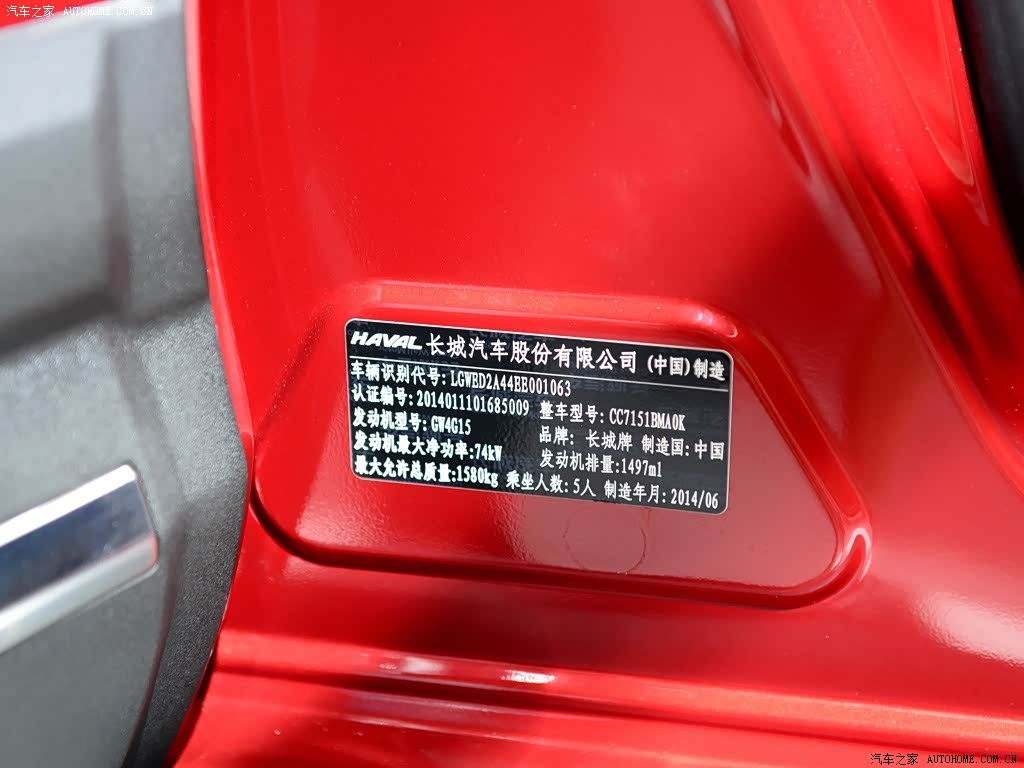 汽车之家 AUTOHOME.COM.CN
HAVAL 长城汽车股份有限公司 (中国)制造
车辆识别代号:LGWED2A44EE001063
认证编号:2014011101685009 整车型号:CC7151BMA0K
发动机型号:GW4G15 品牌:长城牌 制造国:中国
发动机最大净功率:74kW 发动机排量:1497ml
最大允许总质量:1580kg 乘坐人数:5人 制造年月:2014/06
汽车之家 AUTOHOME.COM.CN